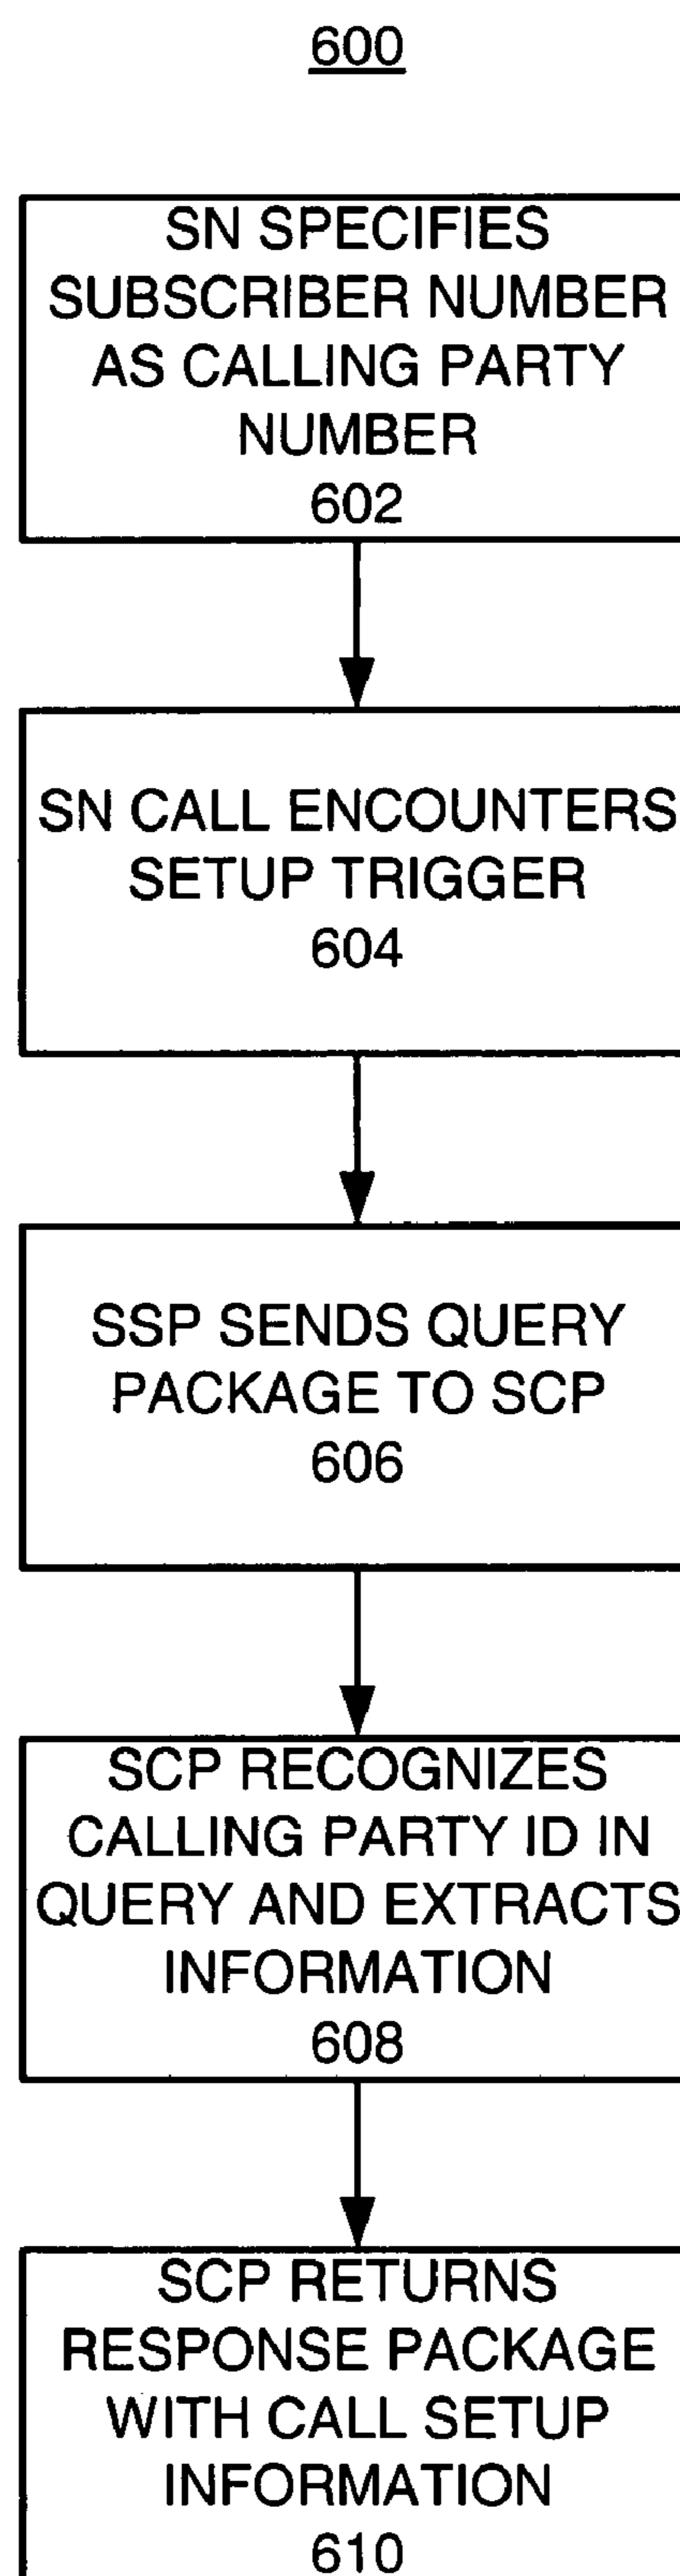 600
SN SPECIFIES
SUBSCRIBER NUMBER
AS CALLING PARTY
NUMBER
602
SN CALL ENCOUNTERS
SETUP TRIGGER
604
SSP SENDS QUERY
PACKAGE TO SCP
606
SCP RECOGNIZES
CALLING PARTY ID IN
QUERY AND EXTRACTS
INFORMATION
608
SCP RETURNS
RESPONSE PACKAGE
WITH CALL SETUP
INFORMATION
610